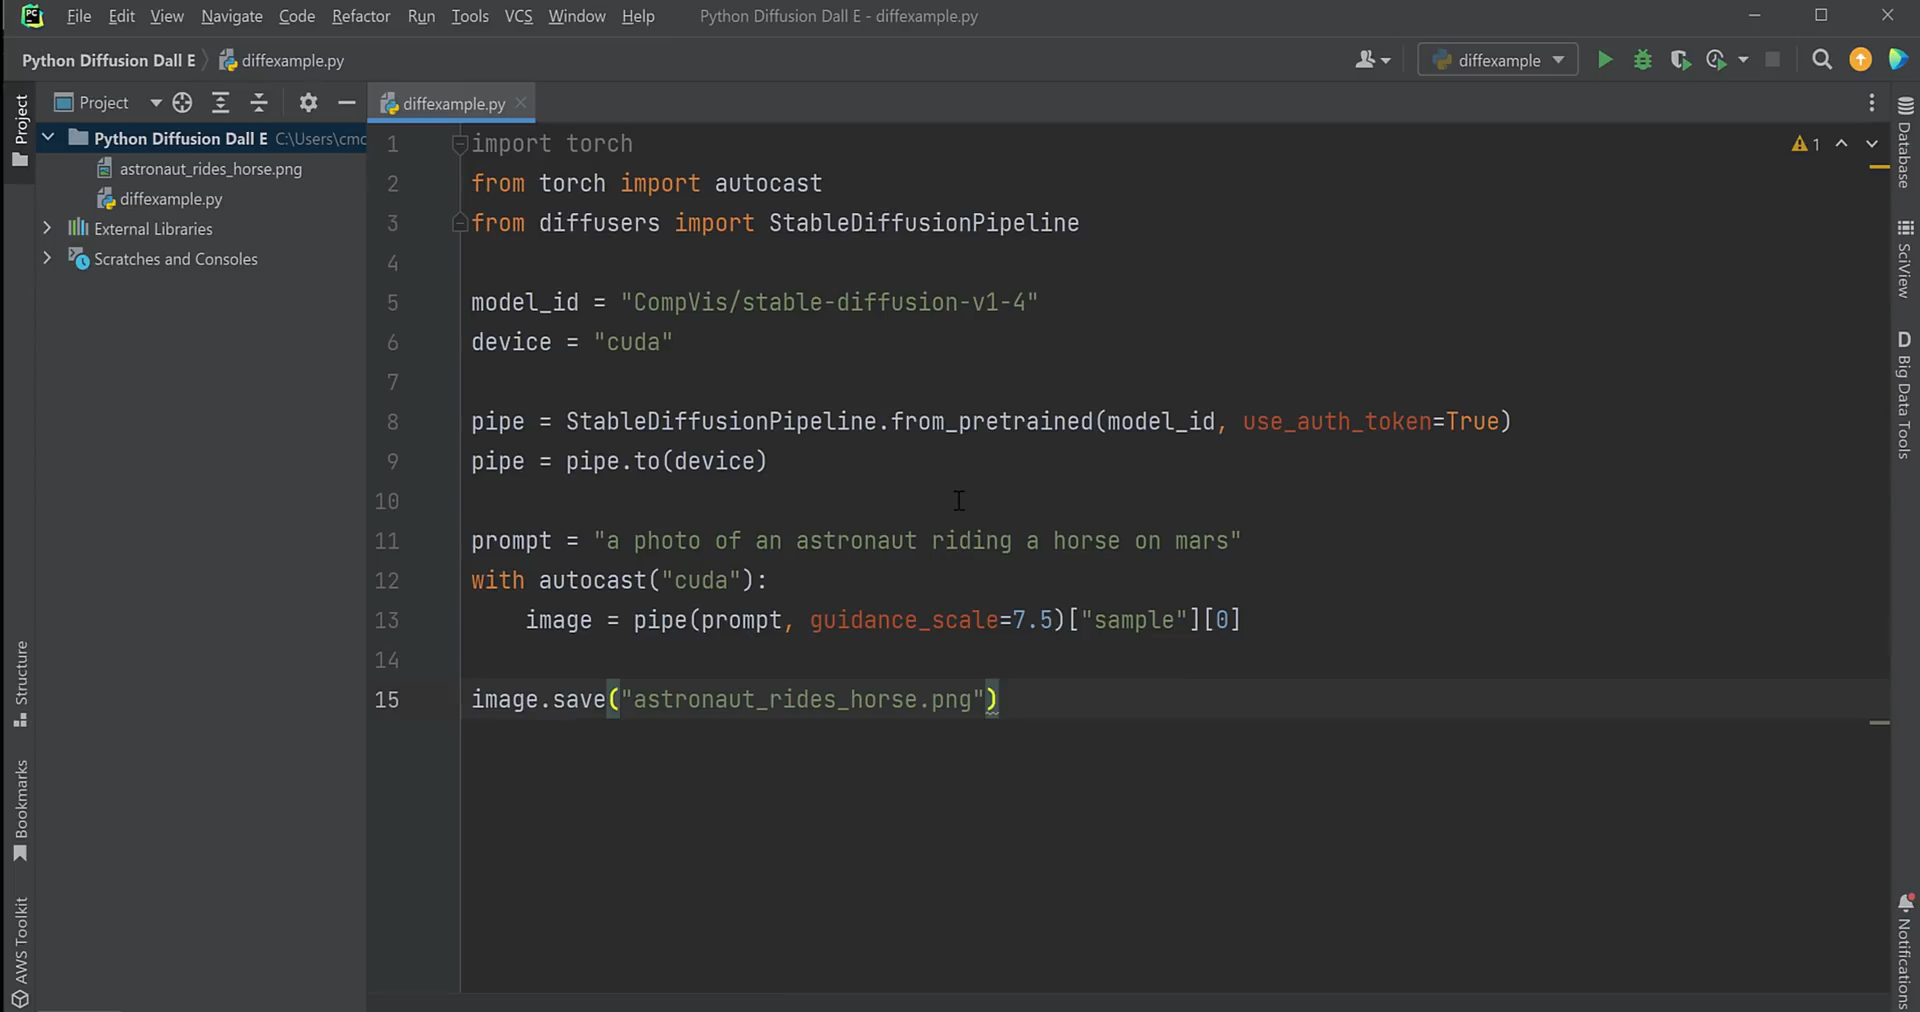 PC File Edit View Navigate Code Refactor Run Tools VCS Window Help Python Diffusion Dall E - diffexample.py
Python Diffusion Dall E diffexample.py diffexample
Project diffexample.py
Python Diffusion Dall E C:\Users\cmc
astronaut_rides_horse.png
diffexample.py
External Libraries
Scratches and Consoles
1 import torch
2 from torch import autocast
3 from diffusers import StableDiffusionPipeline
4
5 model_id = "CompVis/stable-diffusion-v1-4"
6 device = "cuda"
7
8 pipe = StableDiffusionPipeline.from_pretrained(model_id, use_auth_token=True)
9 pipe = pipe.to(device)
10
11 prompt = "a photo of an astronaut riding a horse on mars"
12 with autocast("cuda"):
13 image = pipe(prompt, guidance_scale=7.5)["sample"][0]
14
15 image.save("astronaut_rides_horse.png")
1
Project
Structure
Bookmarks
AWS Toolkit
Database
SciView
D Big Data Tools
Notifications